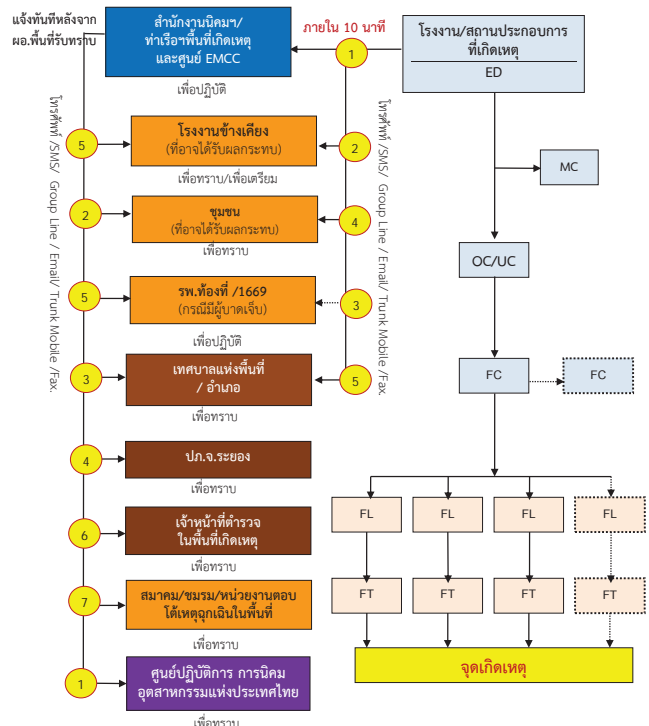 แจ้งทันทีหลังจาก
ผอ.พื้นที่รับทราบ
สำนักงานนิคมฯ/
ท่าเรือฯพื้นที่เกิดเหตุ
และศูนย์ EMCC
เพื่อปฏิบัติ
ภายใน 10 นาที
1
โรงงาน/สถานประกอบการ
ที่เกิดเหตุ
ED
โทรศัพท์ /SMS/ Group Line / Email/ Trunk Mobile /Fax.
5
โรงงานข้างเคียง
(ที่อาจได้รับผลกระทบ)
2
เพื่อทราบ/เพื่อเตรียม
2
ชุมชน
(ที่อาจได้รับผลกระทบ)
4
เพื่อทราบ
5
รพ.ท้องที่ /1669
(กรณีมีผู้บาดเจ็บ)
3
เพื่อปฏิบัติ
3
เทศบาลแห่งพื้นที่
/ อำเภอ
5
เพื่อทราบ
4
ปภ.จ.ระยอง
เพื่อทราบ
6
เจ้าหน้าที่ตำรวจ
ในพื้นที่เกิดเหตุ
เพื่อทราบ
7
สมาคม/ชมรม/หน่วยงานตอบ
โต้เหตุฉุกเฉินในพื้นที่
เพื่อทราบ
1
ศูนย์ปฏิบัติการ การนิคม
อุตสาหกรรมแห่งประเทศไทย
เพื่อทราบ
โทรศัพท์ /SMS/ Group Line / Email/ Trunk Mobile /Fax.
MC
OC/UC
FC
FC
FL
FL
FL
FL
FT
FT
FT
FT
จุดเกิดเหตุ